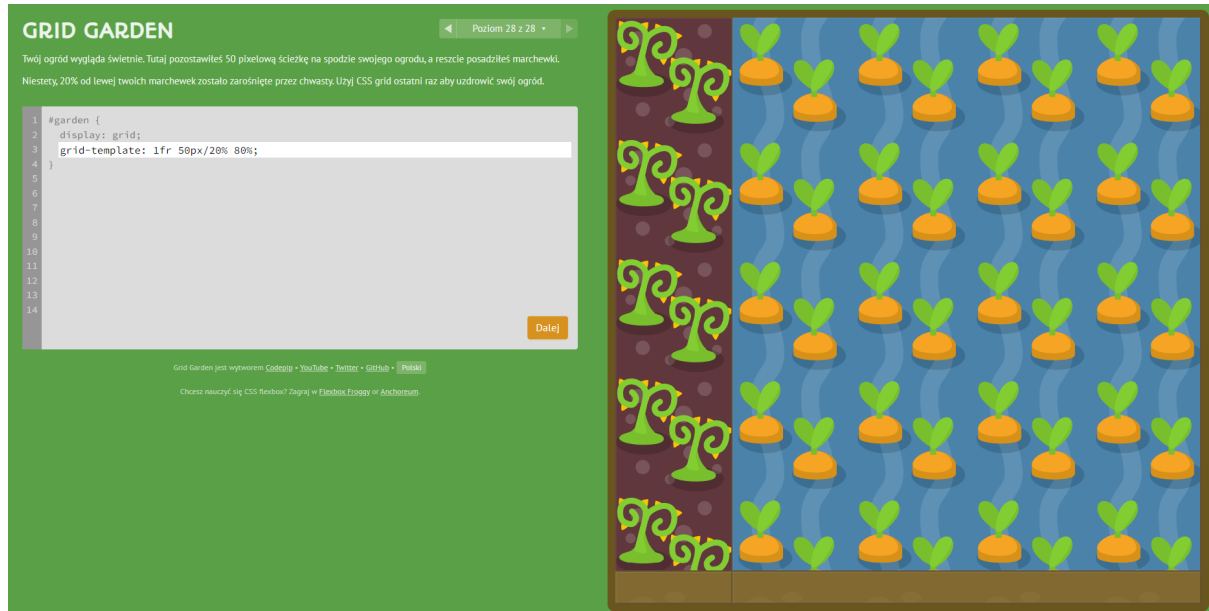 GRID GARDEN
◀ Poziom 28 z 28 ▾ ▶
Twój ogród wygląda świetnie. Tutaj pozostawiłeś 50 pixelową ścieżkę na spodzie swojego ogrodu, a reszcie posadziłeś marchewki.
Niestety, 20% od lewej twoich marchewek zostało zarośnięte przez chwasty. Użyj CSS grid ostatni raz aby uzdrowić swój ogród.
1 #garden {
2 display: grid;
3 grid-template: 1fr 50px/20% 80%;
4 }
5
6
7
8
9
10
11
12
13
14
Dalej
Grid Garden jest wytworem Codepip • YouTube • Twitter • GitHub • Polski
Chcesz nauczyć się CSS flexbox? Zagraj w Flexbox Froggy or Anchoreum.